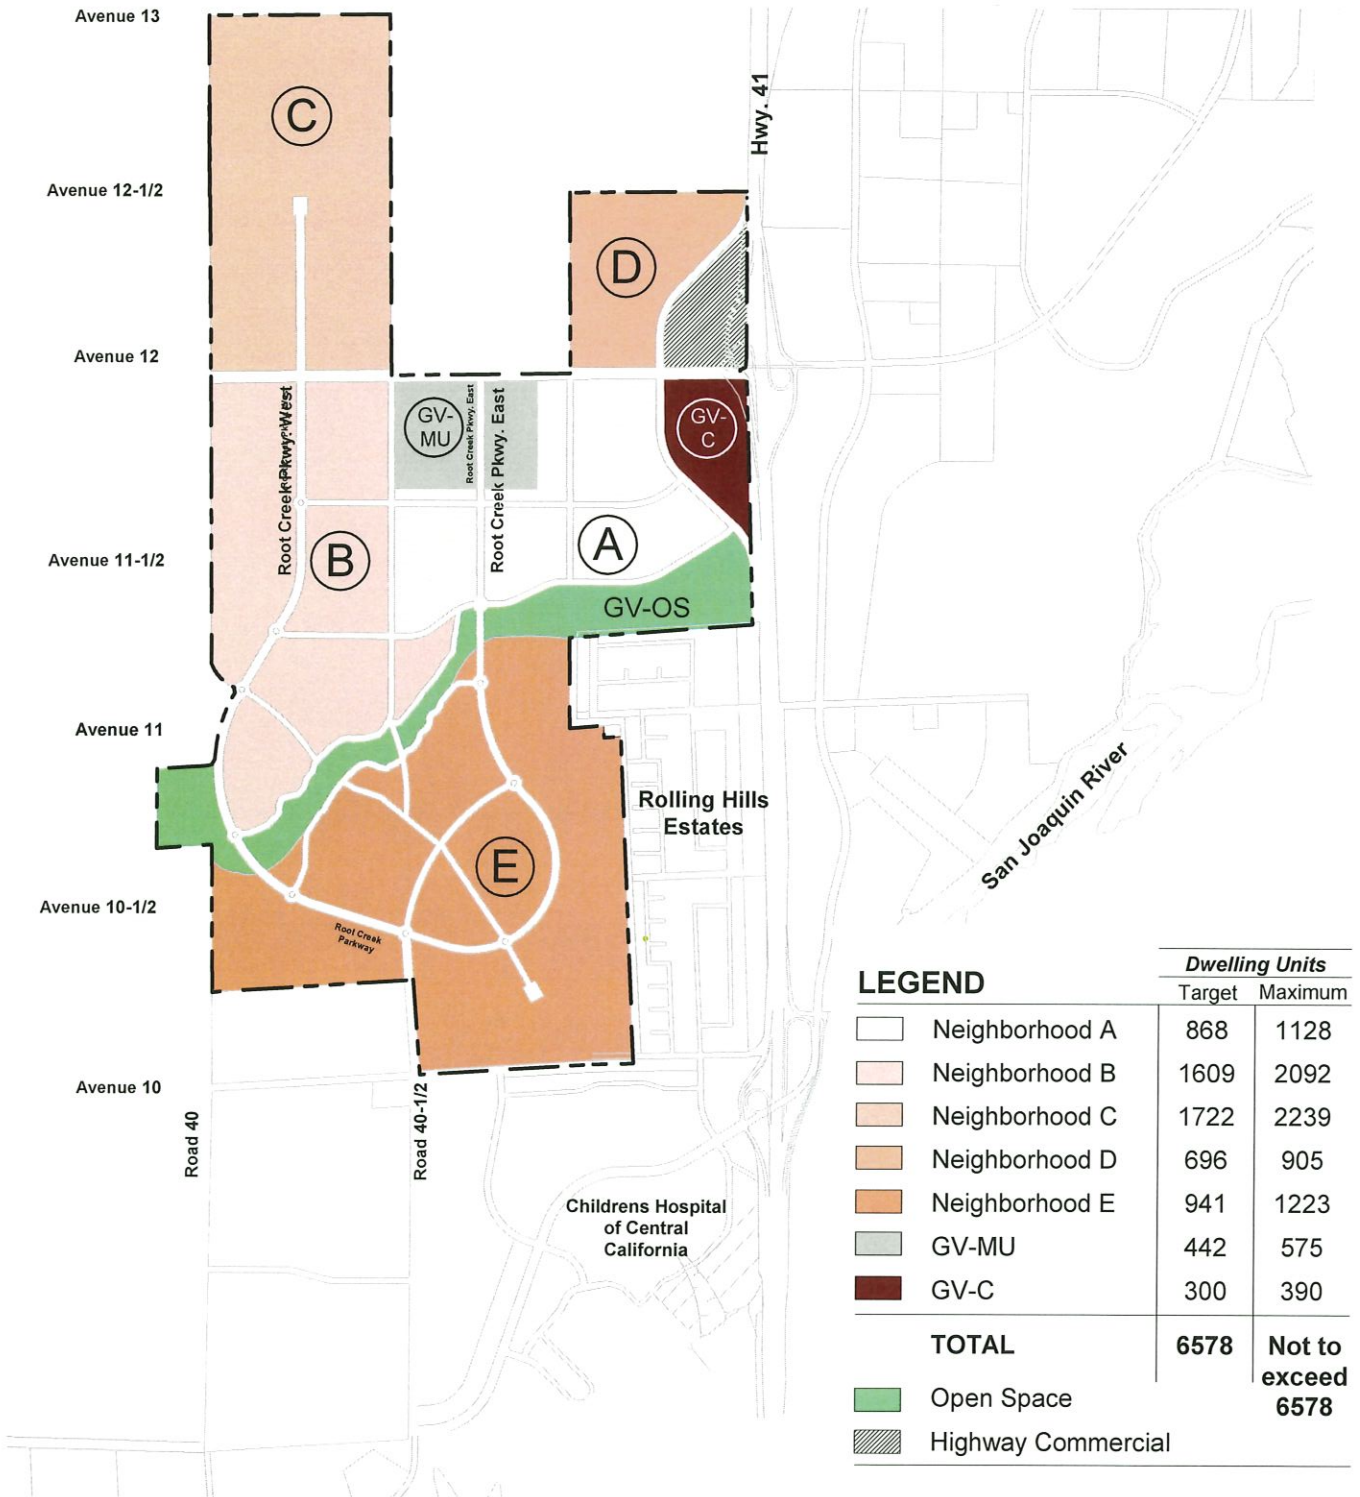 Avenue 13
C
Hwy. 41
Avenue 12-1/2
D
Avenue 12
Root Creek Pkwy. West
GV-
MU
Root Creek Pkwy. East
Root Creek Pkwy. East
GV-
C
B
A
Avenue 11-1/2
GV-OS
Avenue 11
Rolling Hills
Estates
San Joaquin River
E
Avenue 10-1/2
Root Creek
Parkway
Avenue 10
Road 40
Road 40-1/2
Childrens Hospital
of Central
California
LEGEND
Dwelling Units
Target Maximum
Neighborhood A 868 1128
Neighborhood B 1609 2092
Neighborhood C 1722 2239
Neighborhood D 696 905
Neighborhood E 941 1223
GV-MU 442 575
GV-C 300 390
TOTAL 6578 Not to
exceed
6578
Open Space
Highway Commercial